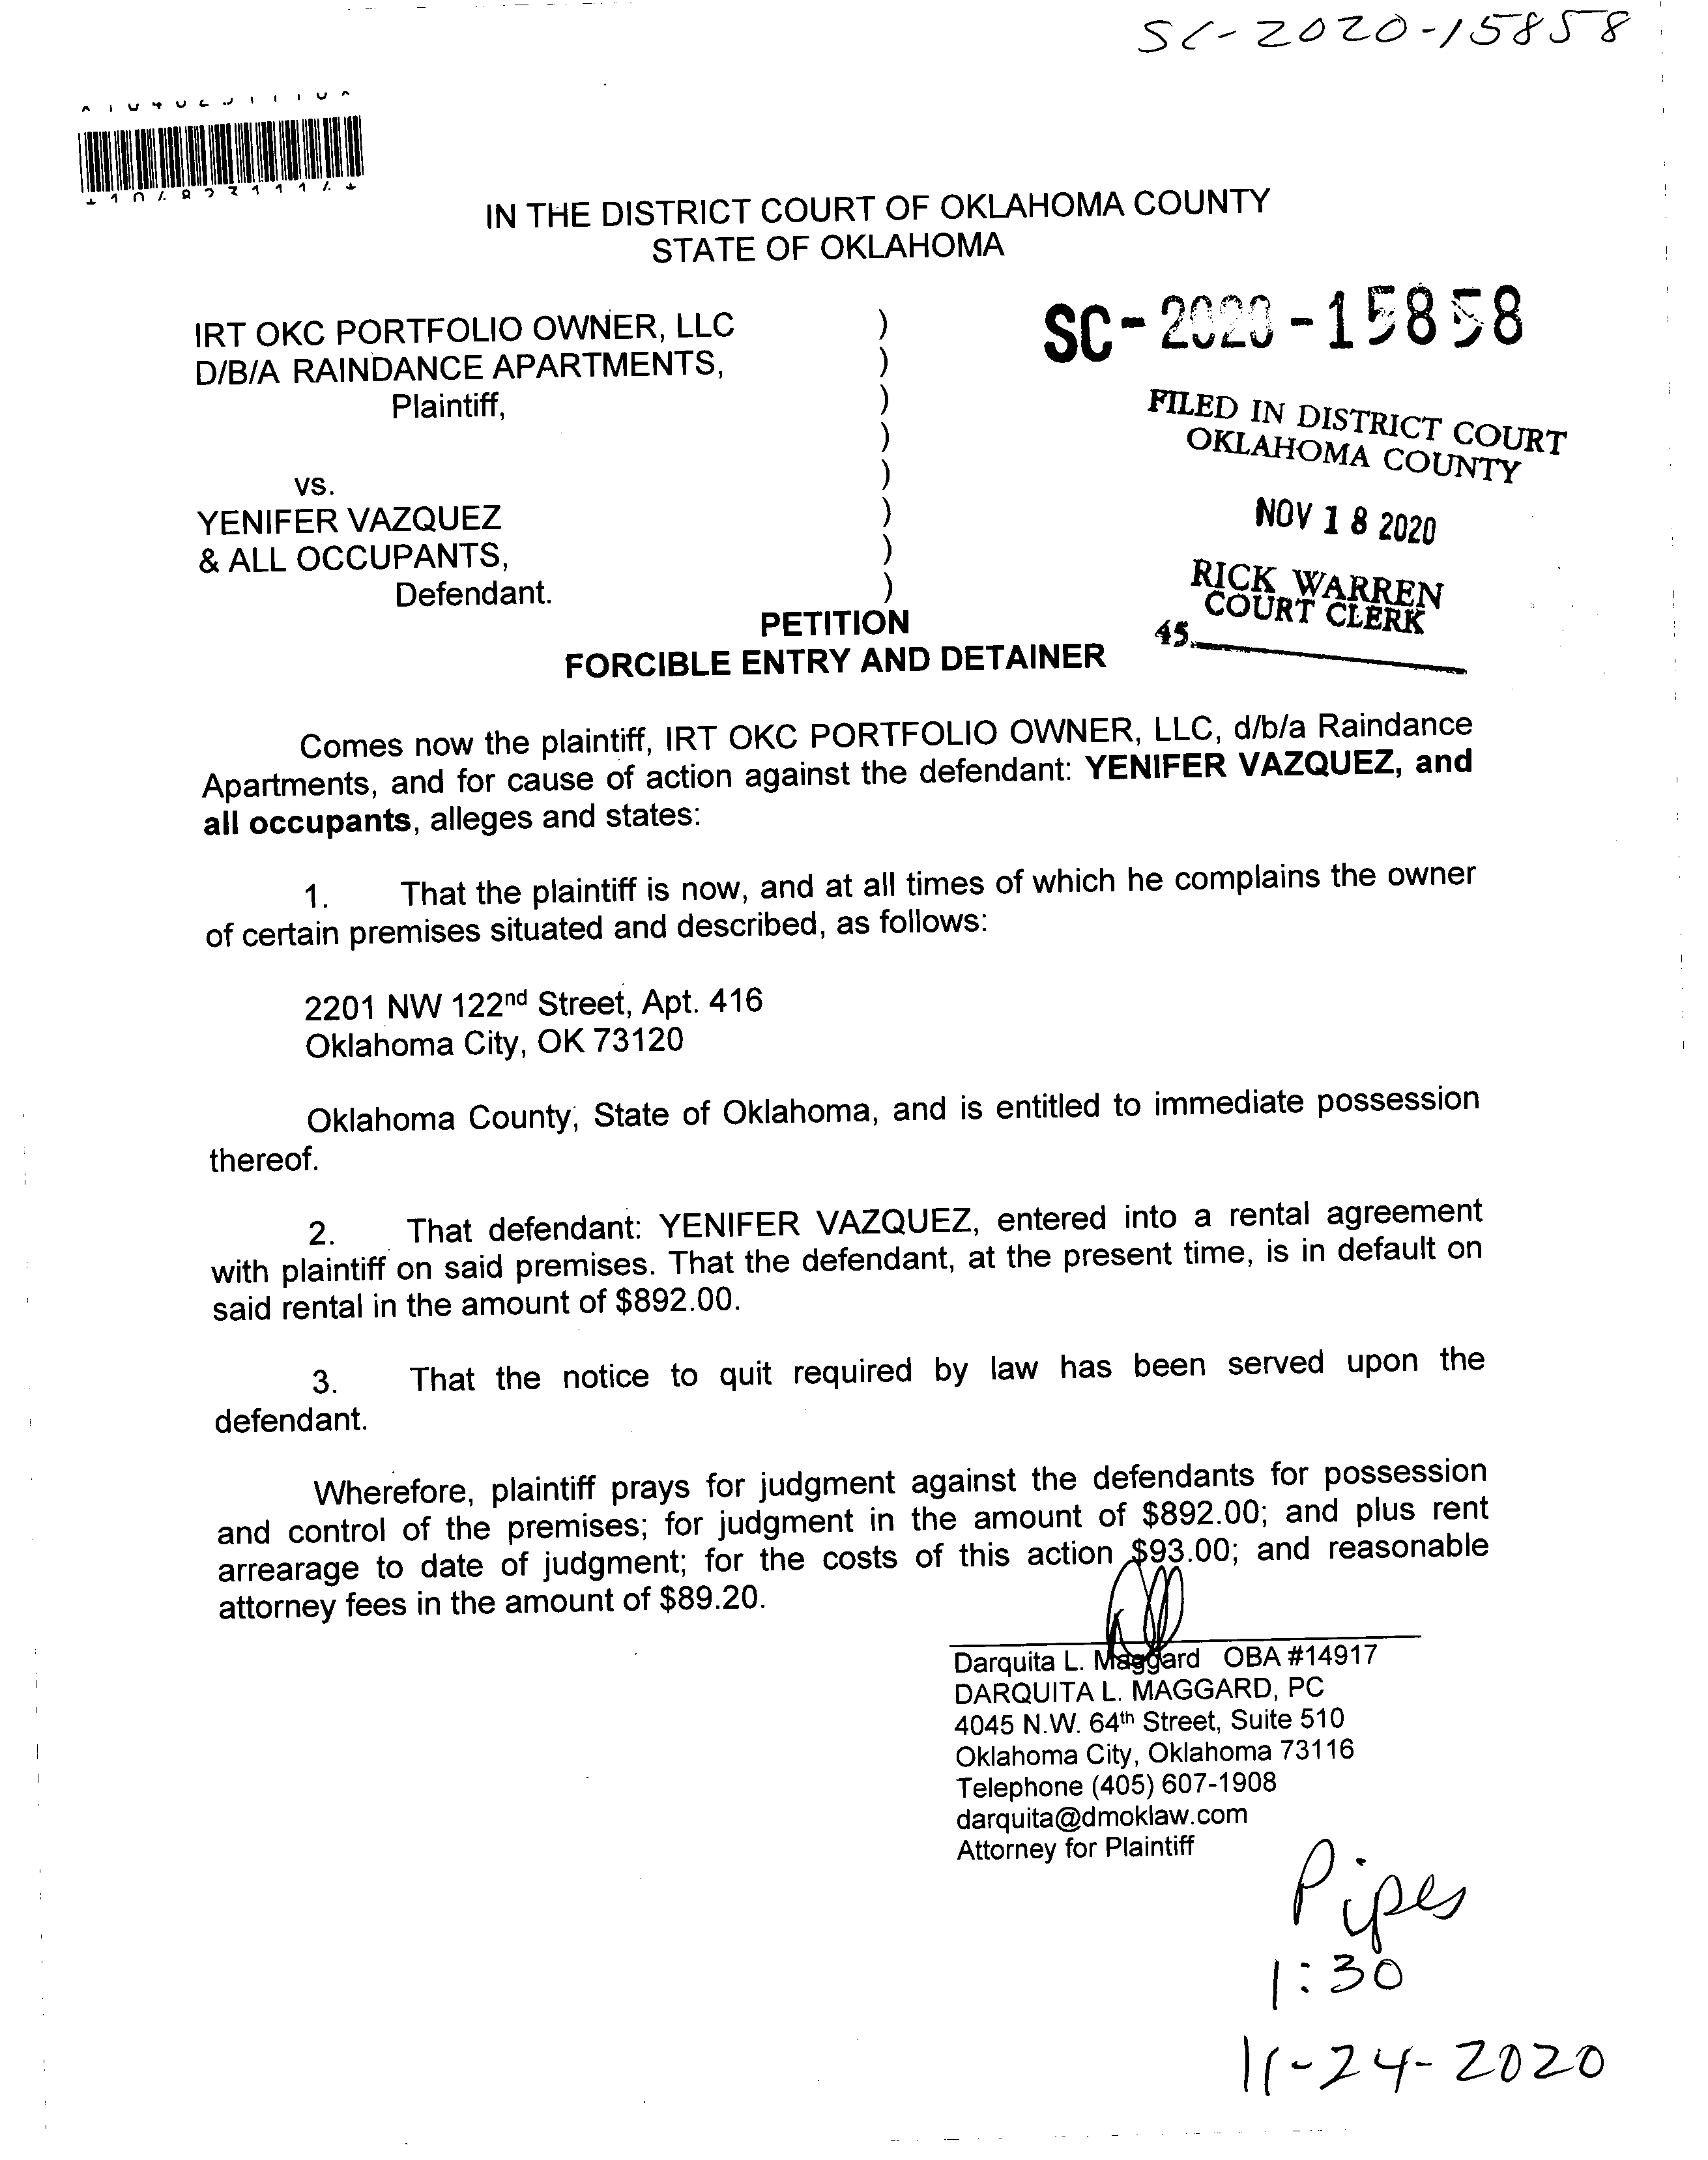 SC-2020-15858
IN THE DISTRICT COURT OF OKLAHOMA COUNTY
STATE OF OKLAHOMA
IRT OKC PORTFOLIO OWNER, LLC )
D/B/A RAINDANCE APARTMENTS, )
Plaintiff, )
)
vs. )
YENIFER VAZQUEZ )
& ALL OCCUPANTS, )
Defendant. )
SC-2020-15858
FILED IN DISTRICT COURT
OKLAHOMA COUNTY
NOV 18 2020
RICK WARREN
COURT CLERK
45.
PETITION
FORCIBLE ENTRY AND DETAINER
Comes now the plaintiff, IRT OKC PORTFOLIO OWNER, LLC, d/b/a Raindance
Apartments, and for cause of action against the defendant: YENIFER VAZQUEZ, and
all occupants, alleges and states:
1. That the plaintiff is now, and at all times of which he complains the owner
of certain premises situated and described, as follows:
2201 NW 122nd Street, Apt. 416
Oklahoma City, OK 73120
Oklahoma County, State of Oklahoma, and is entitled to immediate possession
thereof.
2. That defendant: YENIFER VAZQUEZ, entered into a rental agreement
with plaintiff on said premises. That the defendant, at the present time, is in default on
said rental in the amount of $892.00.
3. That the notice to quit required by law has been served upon the
defendant.
Wherefore, plaintiff prays for judgment against the defendants for possession
and control of the premises; for judgment in the amount of $892.00; and plus rent
arrearage to date of judgment; for the costs of this action $93.00; and reasonable
attorney fees in the amount of $89.20.
Darquita L. Maggard OBA #14917
DARQUITA L. MAGGARD, PC
4045 N.W. 64th Street, Suite 510
Oklahoma City, Oklahoma 73116
Telephone (405) 607-1908
darquita@dmoklaw.com
Attorney for Plaintiff
Pipes
1:30
11-24-2020